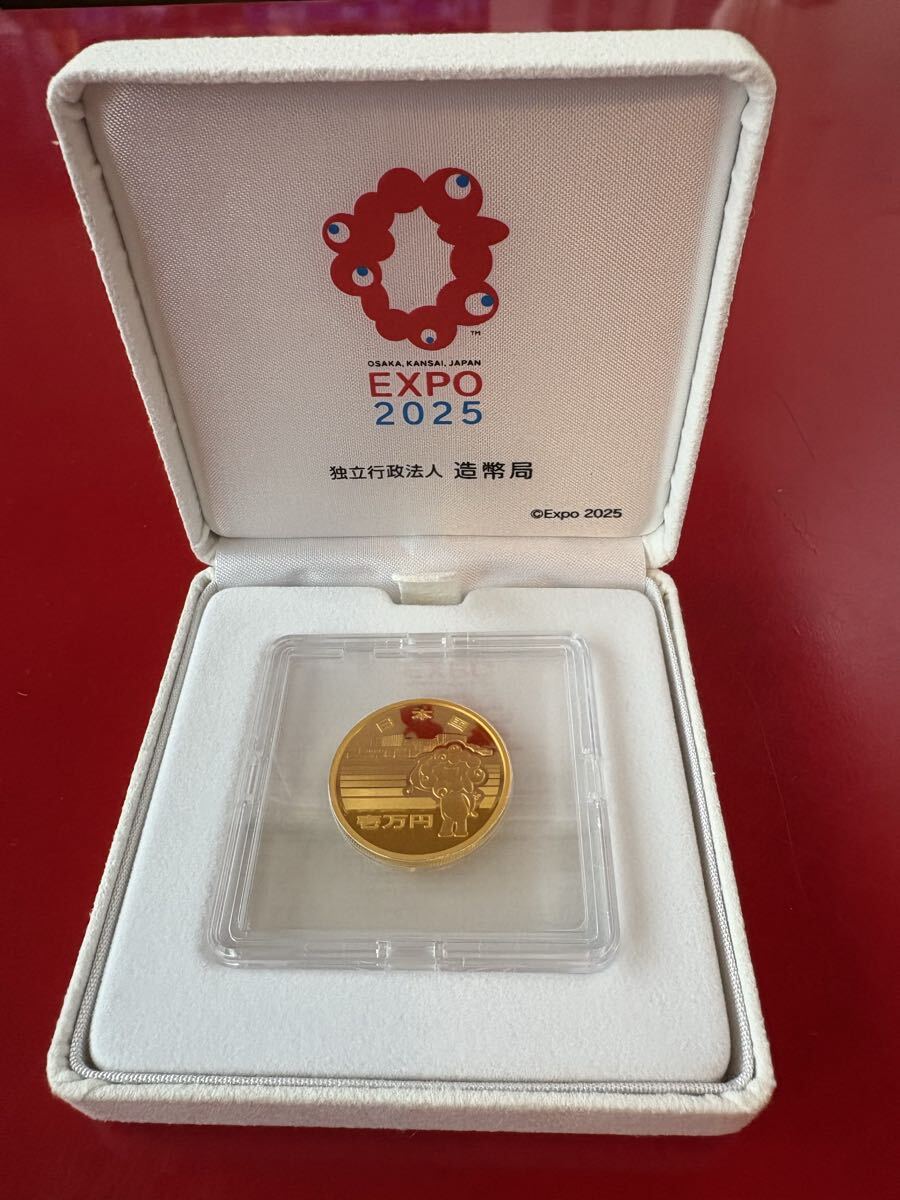 TM
OSAKA, KANSAI, JAPAN
EXPO
2025
独立行政法人 造幣局
©Expo 2025
日本国
壱万円